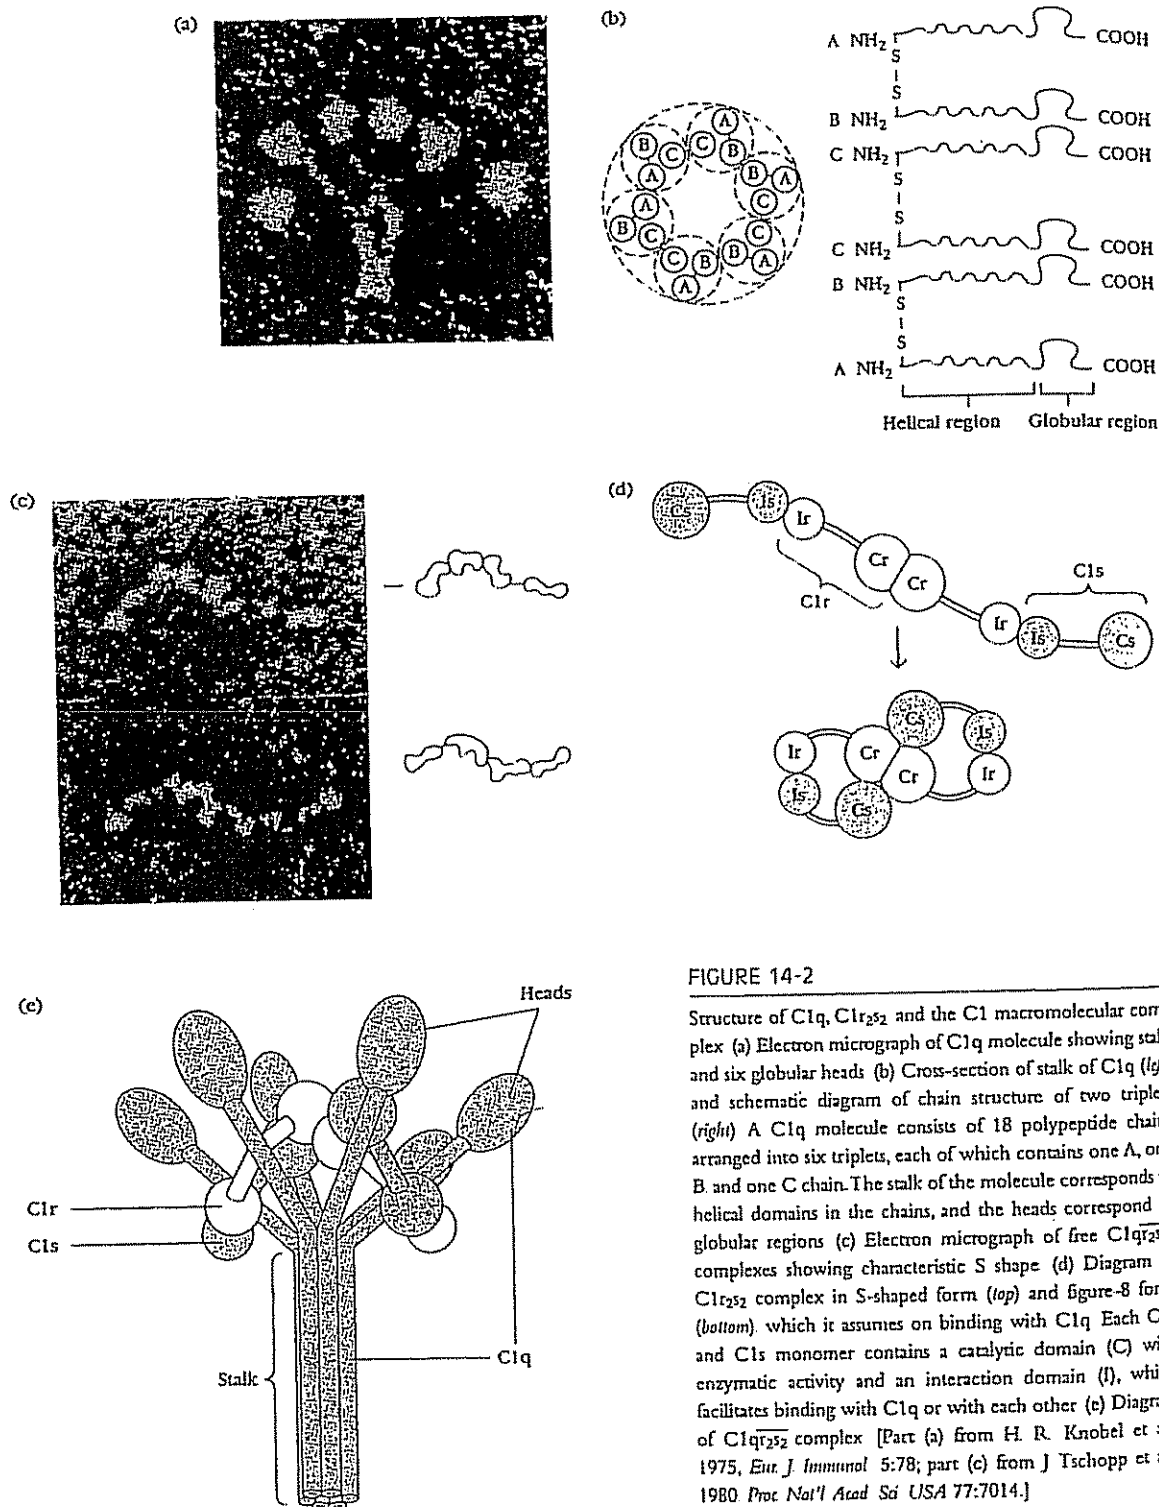 (a)
(b)
A NH2 COOH
S
S
B NH2 COOH
C NH2 COOH
S
S
C NH2 COOH
B NH2 COOH
S
S
A NH2 COOH
Helical region Globular region
A
B C C B
A B A
A C
B C C
C B B A
A
(c)
(d)
Cs Is Ir Cr Cr Ir Is Cs
C1r
C1s
Cs
Ir Cr Is
Cr Ir
Is Cs
(e)
Heads
C1r
C1s
C1q
Stalk
FIGURE 14-2
Structure of C1q, C1r2s2 and the C1 macromolecular com-
plex (a) Electron micrograph of C1q molecule showing
and six globular heads (b) Cross-section of stalk of C1q
and schematic diagram of chain structure of two
(right) A C1q molecule consists of 18 polypeptide
arranged into six triplets, each of which contains one A,
B. and one C chain. The stalk of the molecule corresponds
helical domains in the chains, and the heads correspond
globular regions (c) Electron micrograph of free
complexes showing characteristic S shape (d) Diagram
C1r2s2 complex in S-shaped form (top) and figure-8
(bottom). which it assumes on binding with C1q Each
and C1s monomer contains a catalytic domain (C)
enzymatic activity and an interaction domain (I),
facilitates binding with C1q or with each other (e)
of C1qr2s2 complex [Part (a) from H. R. Knobel et
1975, Eur. J. Immunol 5:78; part (c) from J Tschopp et
1980 Proc Nat'l Acad Sci USA 77:7014.]